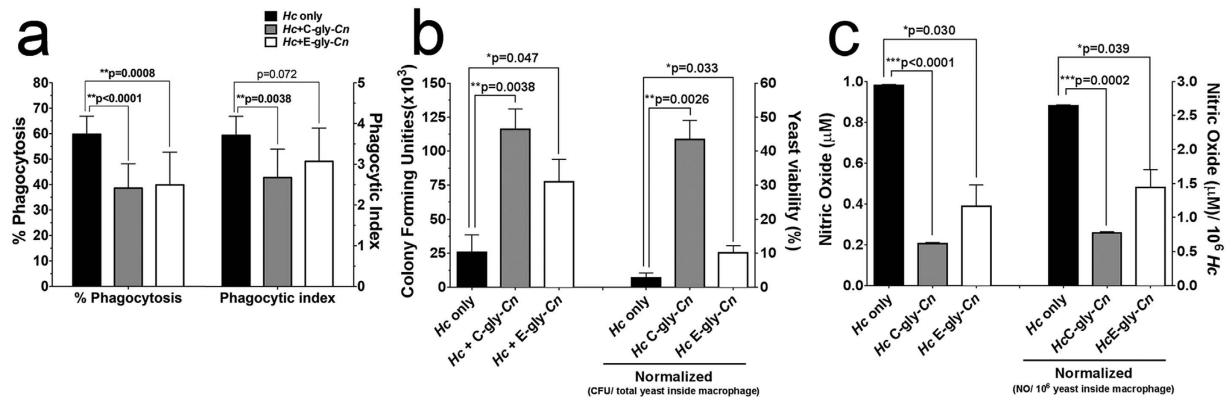 a
Hc only
Hc+C-gly-Cn
Hc+E-gly-Cn
**p=0.0008
p=0.072
**p<0.0001
**p=0.0038
80
70
60
50
40
30
20
10
0
% Phagocytosis
5
4
3
2
1
0
Phagocytic Index
% Phagocytosis
Phagocytic index
b
*p=0.047
*p=0.033
**p=0.0038
**p=0.0026
150
125
100
75
50
25
0
Colony Forming Unities(x10³)
60
50
40
30
20
10
0
Yeast viability (%)
Hc only
Hc + C-gly-Cn
Hc + E-gly-Cn
Hc only
Hc C-gly-Cn
Hc E-gly-Cn
Normalized
(CFU/ total yeast inside macrophage)
c
*p=0.030
*p=0.039
***p<0.0001
***p=0.0002
1.0
0.8
0.6
0.4
0.2
0.0
Nitric Oxide (µM)
3.0
2.5
2.0
1.5
1.0
0.5
0.0
Nitric Oxide (µM)/ 10⁶ Hc
Hc only
Hc C-gly-Cn
Hc E-gly-Cn
Hc only
HcC-gly-Cn
HcE-gly-Cn
Normalized
(NO/ 10⁶ yeast inside macrophage)